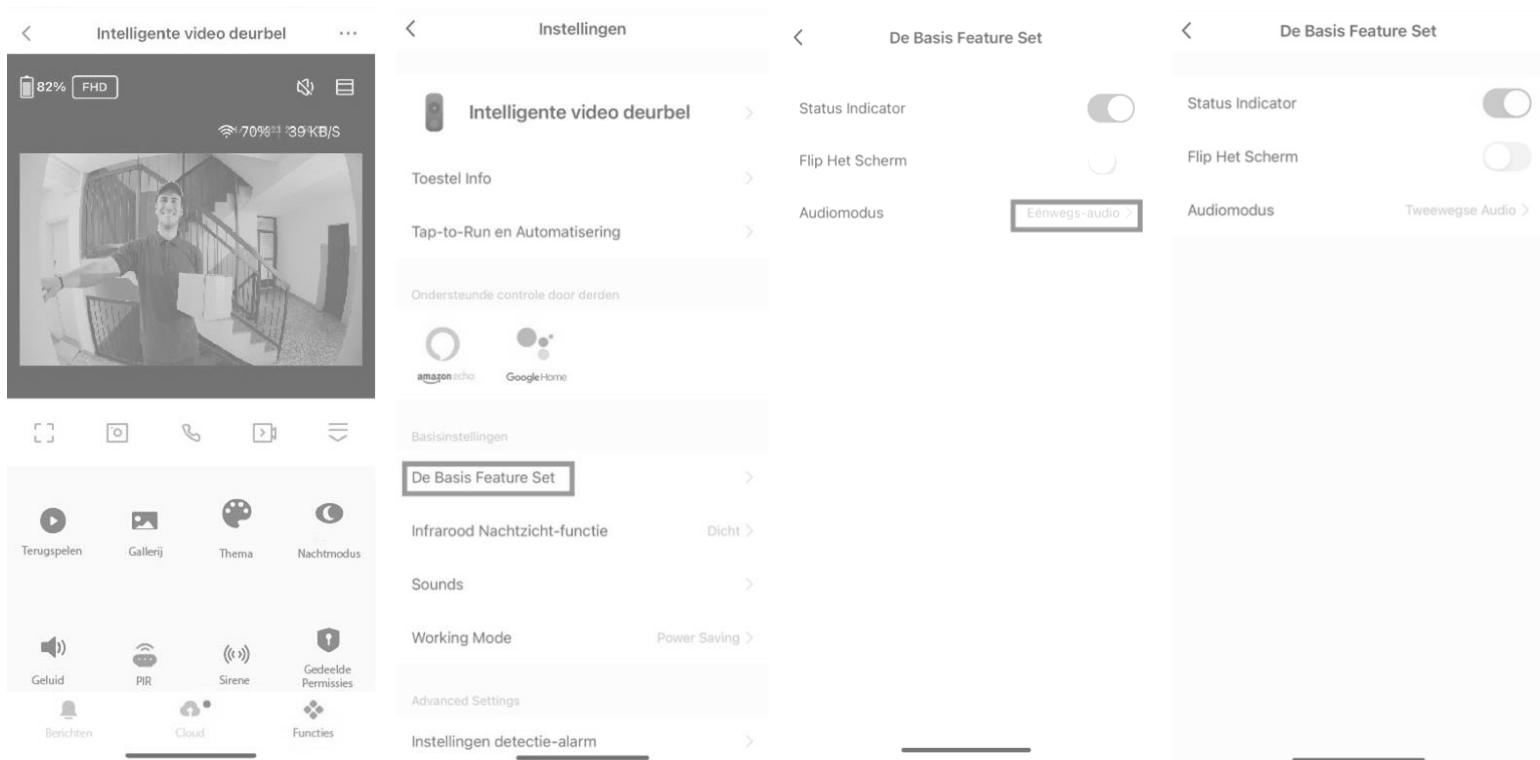 Intelligente video deurbel
82% FHD
70% 39 KB/S
Terugspelen Gallerij Thema Nachtmodus
Geluid PIR Sirene Gedeelde Permissies
Berichten Cloud Functies
Instellingen
Intelligente video deurbel
Toestel Info
Tap-to-Run en Automatisering
Ondersteunde controle door derden
amazon echo Google Home
Basisinstellingen
De Basis Feature Set
Infrarood Nachtzicht-functie Dicht
Sounds
Working Mode Power Saving
Advanced Settings
Instellingen detectie-alarm
De Basis Feature Set
Status Indicator
Flip Het Scherm
Audiomodus Eénwegs-audio
De Basis Feature Set
Status Indicator
Flip Het Scherm
Audiomodus Tweewegse Audio